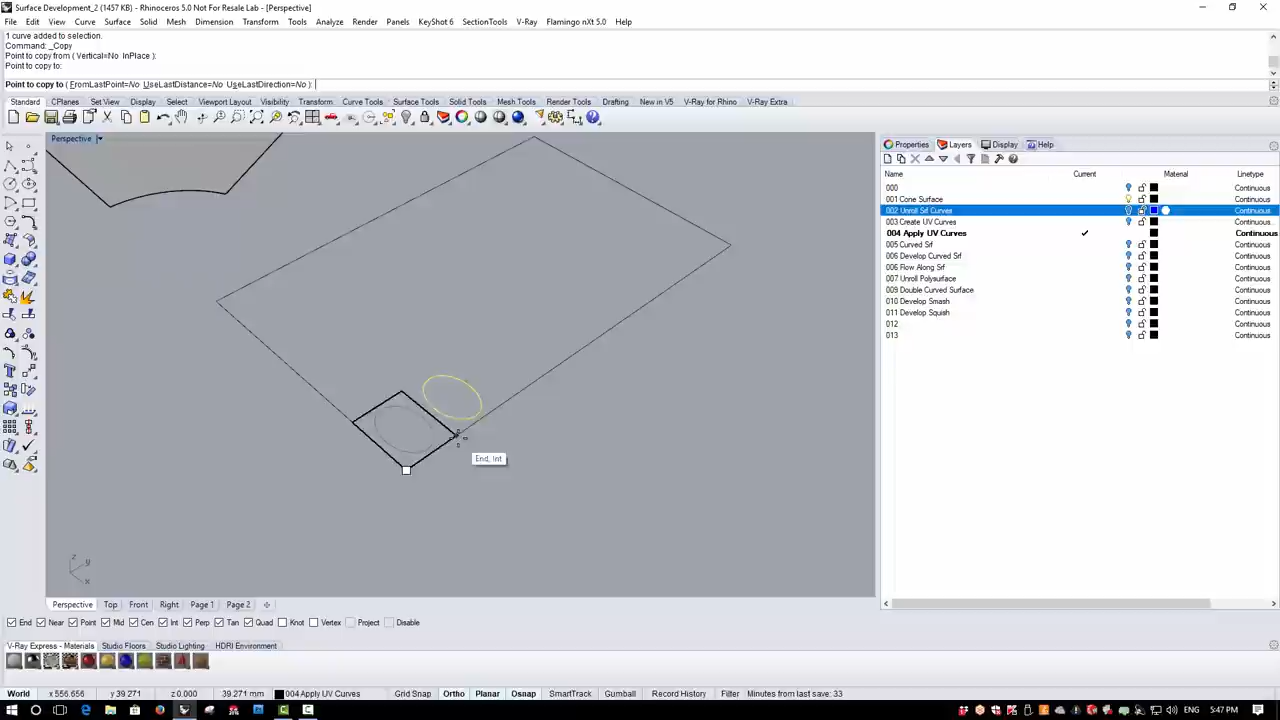 Surface Development_2 (1457 KB) - Rhinoceros 5.0 Not For Resale Lab - [Perspective]
File Edit View Curve Surface Solid Mesh Dimension Transform Tools Analyze Render Panels KeyShot 6 SectionTools V-Ray Flamingo nXt 5.0 Help
1 curve added to selection.
Command: _Copy
Point to copy from ( Vertical=No InPlace ):
Point to copy to:
Point to copy to ( FromLastPoint=No UseLastDistance=No UseLastDirection=No ):
Standard CPlanes Set View Display Select Viewport Layout Visibility Transform Curve Tools Surface Tools Solid Tools Mesh Tools Render Tools Drafting New in V5 V-Ray for Rhino V-Ray Extra
Perspective
Properties Layers Display Help
Name Current Material Linetype
000 Continuous
001 Cone Surface Continuous
002 Unroll Srf Curves Continuous
003 Create UV Curves Continuous
004 Apply UV Curves Continuous
005 Curved Srf Continuous
006 Develop Curved Srf Continuous
006 Flow Along Srf Continuous
007 Unroll Polysurface Continuous
009 Double Curved Surface Continuous
010 Develop Smash Continuous
011 Develop Squish Continuous
012 Continuous
013 Continuous
End, Int
z
y
x
Perspective Top Front Right Page 1 Page 2
End Near Point Mid Cen Int Perp Tan Quad Knot Vertex Project Disable
V-Ray Express - Materials Studio Floors Studio Lighting HDRI Environment
World x 556.656 y 39.271 z 0.000 39.271 mm 004 Apply UV Curves Grid Snap Ortho Planar Osnap SmartTrack Gumball Record History Filter Minutes from last save: 33
ENG 5:47 PM